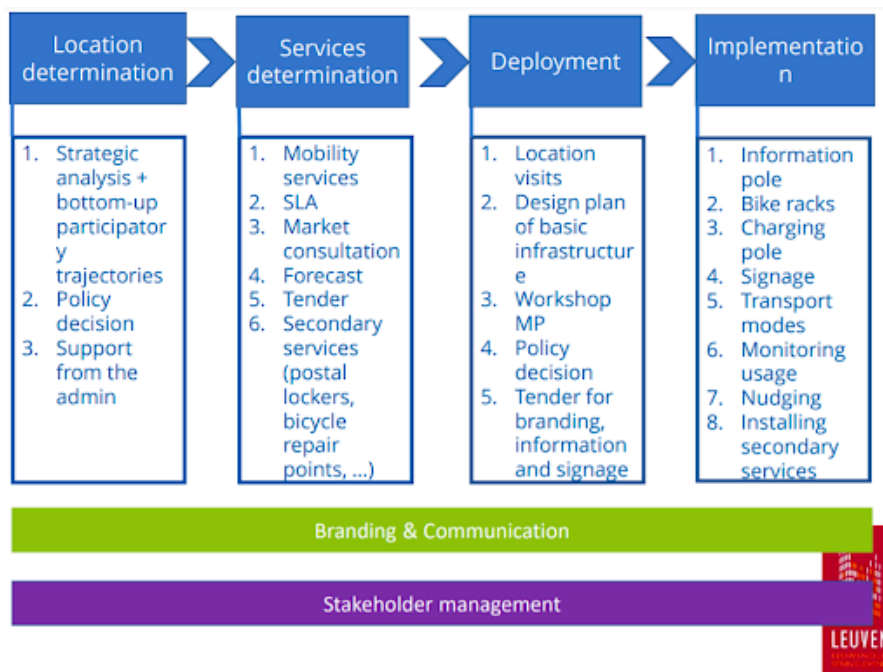 Location
determination
Services
determination
Deployment
Implementatio
n
1. Strategic
analysis +
bottom-up
participator
y
trajectories
2. Policy
decision
3. Support
from the
admin
1. Mobility
services
2. SLA
3. Market
consultation
4. Forecast
5. Tender
6. Secondary
services
(postal
lockers,
bicycle
repair
points, ...)
1. Location
visits
2. Design plan
of basic
infrastructur
e
3. Workshop
MP
4. Policy
decision
5. Tender for
branding,
information
and signage
1. Information
pole
2. Bike racks
3. Charging
pole
4. Signage
5. Transport
modes
6. Monitoring
usage
7. Nudging
8. Installing
secondary
services
Branding & Communication
Stakeholder management
LEUVEN